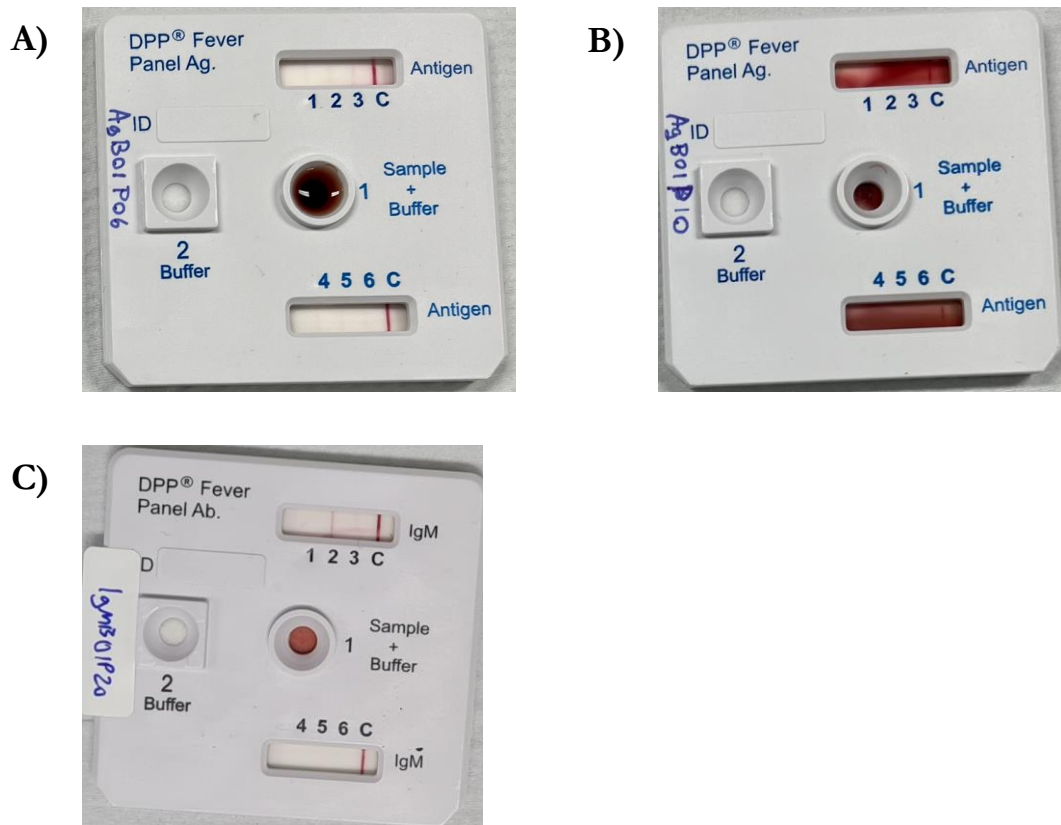 A)
DPP® Fever
Panel Ag.
Antigen
1 2 3 C
ID
AgB01P06
Sample
+
Buffer
1
2
Buffer
4 5 6 C
Antigen
B)
DPP® Fever
Panel Ag.
Antigen
1 2 3 C
ID
AgB01P10
Sample
+
Buffer
1
2
Buffer
4 5 6 C
Antigen
C)
DPP® Fever
Panel Ab.
IgM
1 2 3 C
D
IgMB01P20
Sample
+
Buffer
1
2
Buffer
4 5 6 C
IgM